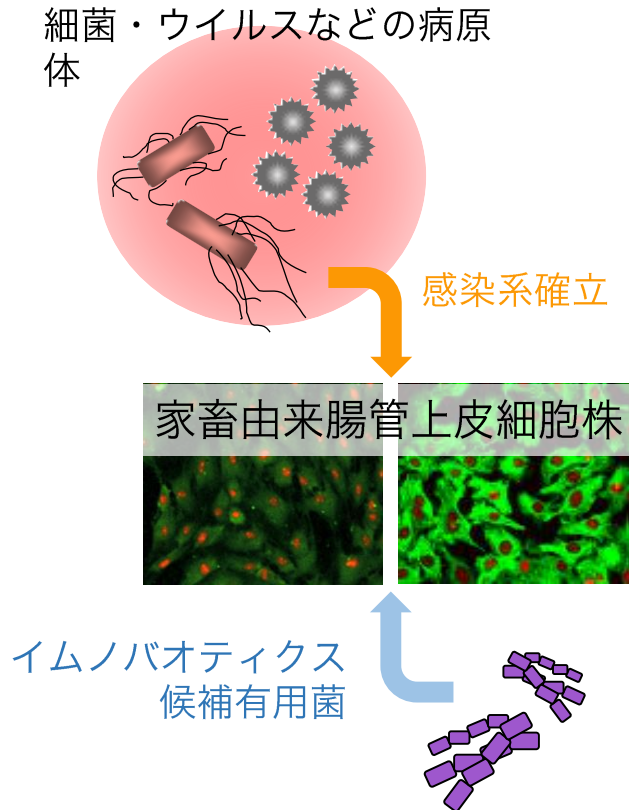 細菌・ウイルスなどの病原
体
感染系確立
家畜由来腸管上皮細胞株
イムノバオティクス
候補有用菌